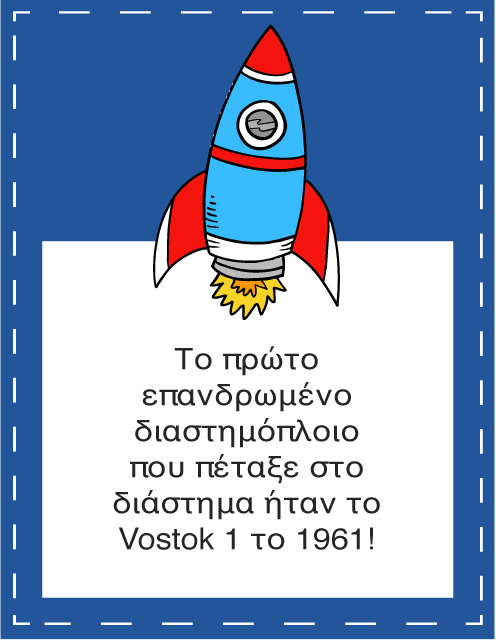 Το πρώτο
επανδρωμένο
διαστημόπλοιο
που πέταξε στο
διάστημα ήταν το
Vostok 1 το 1961!